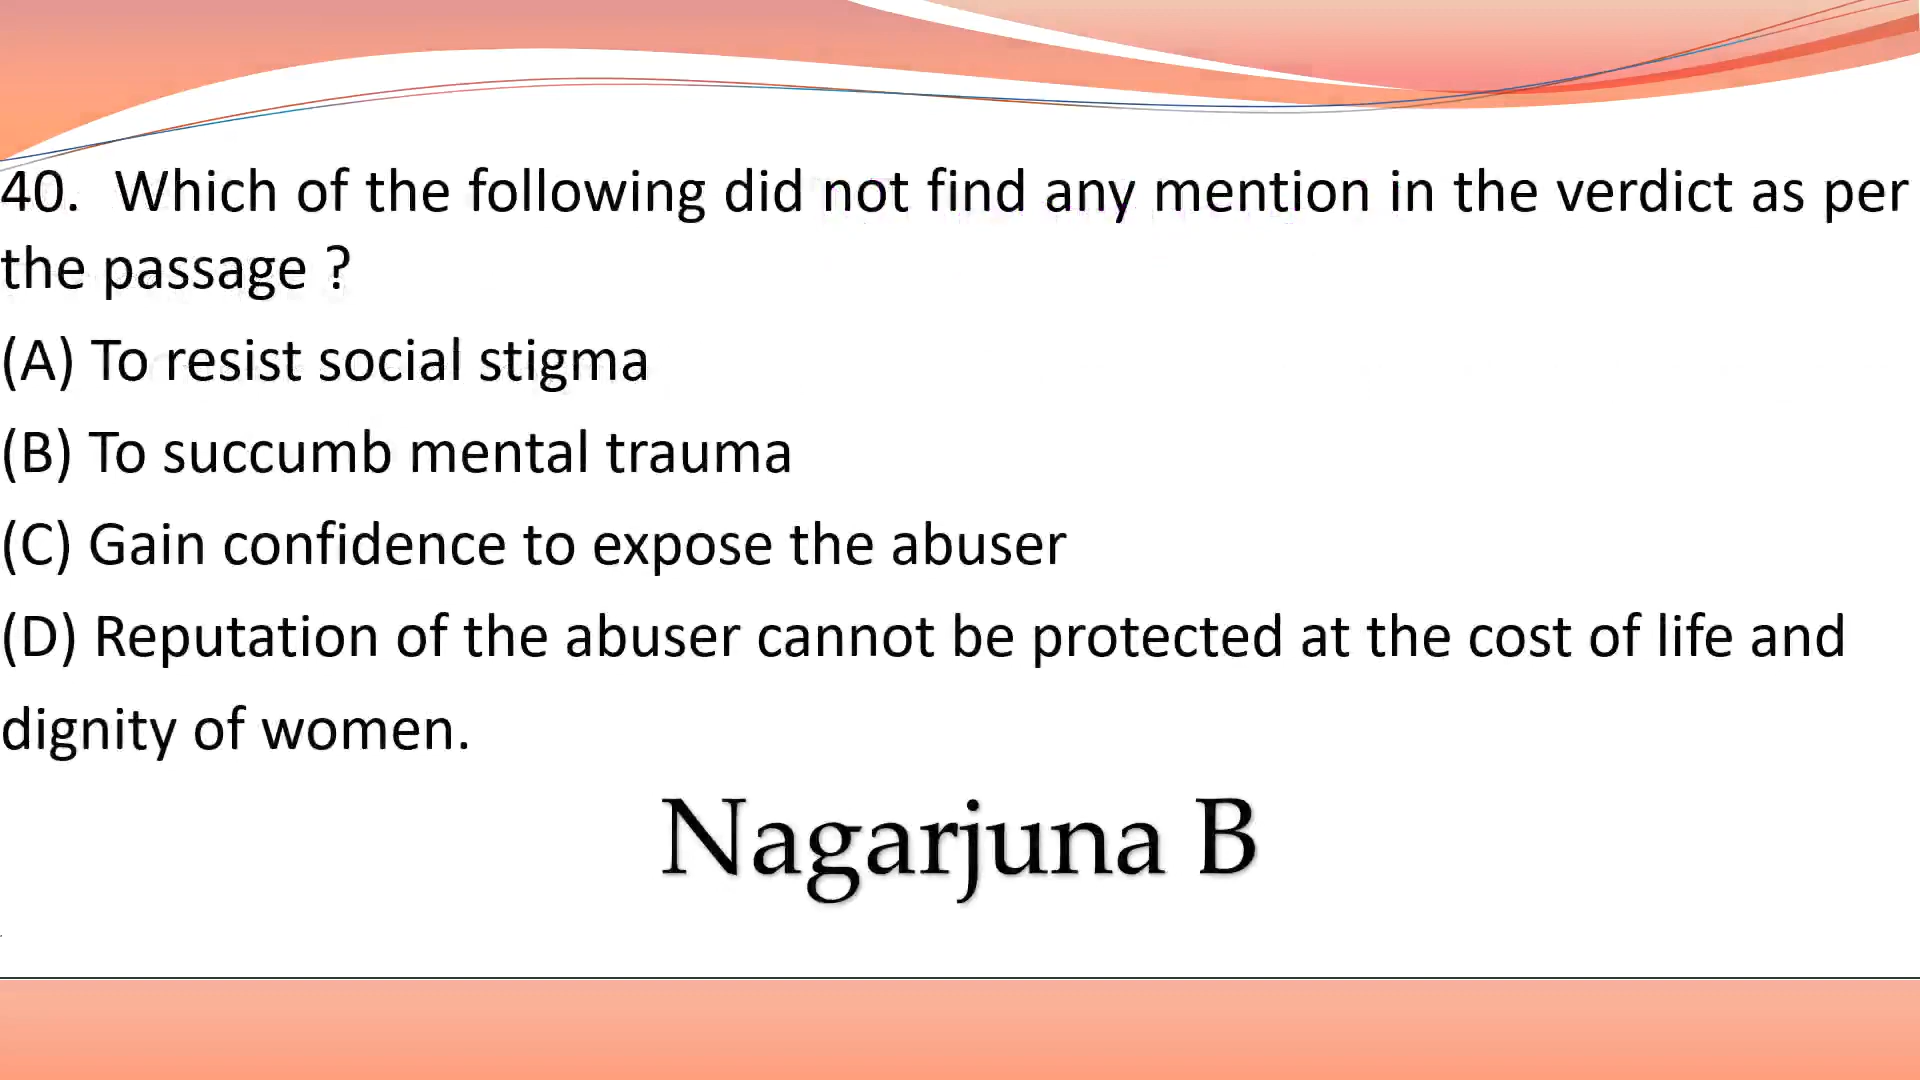 40. Which of the following did not find any mention in the verdict as per
the passage ?
(A) To resist social stigma
(B) To succumb mental trauma
(C) Gain confidence to expose the abuser
(D) Reputation of the abuser cannot be protected at the cost of life and
dignity of women.
Nagarjuna B